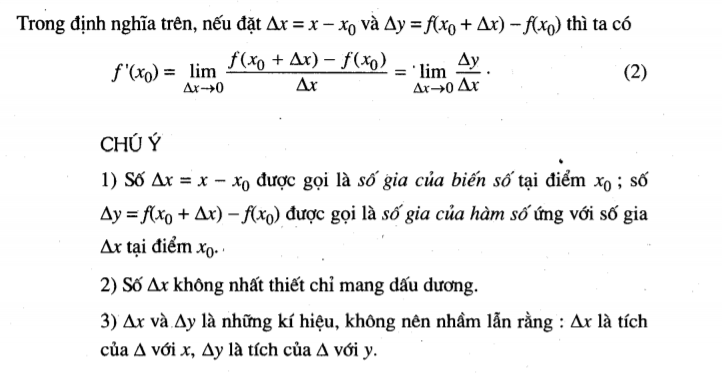 Trong định nghĩa trên, nếu đặt Δx = x − x₀ và Δy = f(x₀ + Δx) − f(x₀) thì ta có
f'(x₀) = lim_{Δx→0} \frac{f(x₀ + Δx) − f(x₀)}{Δx} = lim_{Δx→0} \frac{Δy}{Δx} . (2)
CHÚ Ý
1) Số Δx = x − x₀ được gọi là số gia của biến số tại điểm x₀ ; số
Δy = f(x₀ + Δx) − f(x₀) được gọi là số gia của hàm số ứng với số gia
Δx tại điểm x₀.
2) Số Δx không nhất thiết chỉ mang dấu dương.
3) Δx và Δy là những kí hiệu, không nên nhầm lẫn rằng : Δx là tích
của Δ với x, Δy là tích của Δ với y.